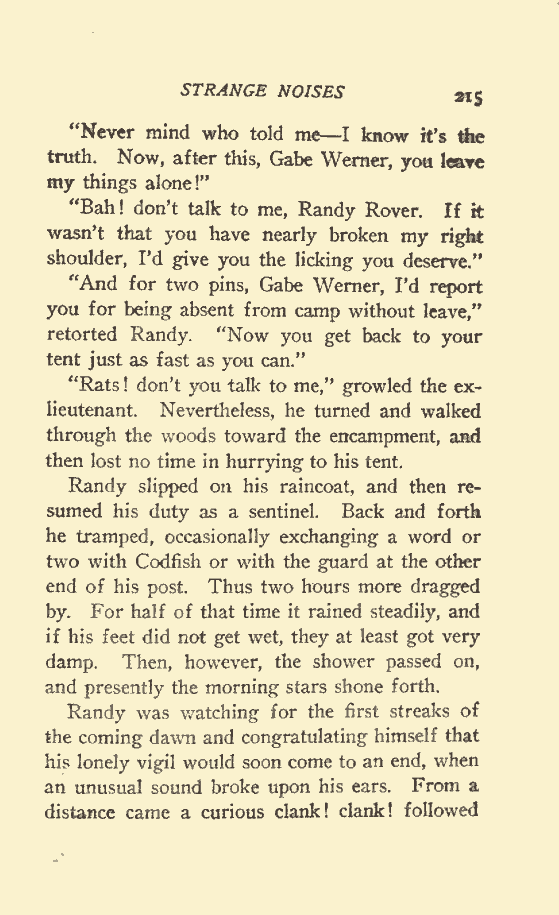 STRANGE NOISES 215
"Never mind who told me—I know it's the
truth. Now, after this, Gabe Werner, you leave
my things alone!"
"Bah! don't talk to me, Randy Rover. If it
wasn't that you have nearly broken my right
shoulder, I'd give you the licking you deserve."
"And for two pins, Gabe Werner, I'd report
you for being absent from camp without leave,"
retorted Randy. "Now you get back to your
tent just as fast as you can."
"Rats! don't you talk to me," growled the ex-
lieutenant. Nevertheless, he turned and walked
through the woods toward the encampment, and
then lost no time in hurrying to his tent.
Randy slipped on his raincoat, and then re-
sumed his duty as a sentinel. Back and forth
he tramped, occasionally exchanging a word or
two with Codfish or with the guard at the other
end of his post. Thus two hours more dragged
by. For half of that time it rained steadily, and
if his feet did not get wet, they at least got very
damp. Then, however, the shower passed on,
and presently the morning stars shone forth.
Randy was watching for the first streaks of
the coming dawn and congratulating himself that
his lonely vigil would soon come to an end, when
an unusual sound broke upon his ears. From a
distance came a curious clank! clank! followed